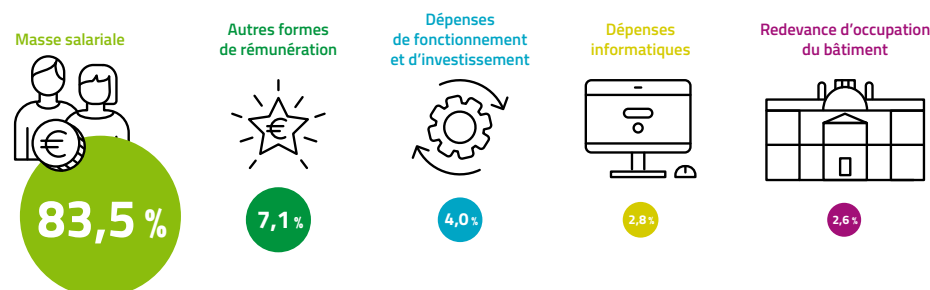 Masse salariale
€
83,5 %
Autres formes
de rémunération
€
7,1 %
Dépenses
de fonctionnement
et d’investissement
4,0 %
Dépenses
informatiques
2,8 %
Redevance d’occupation
du bâtiment
2,6 %